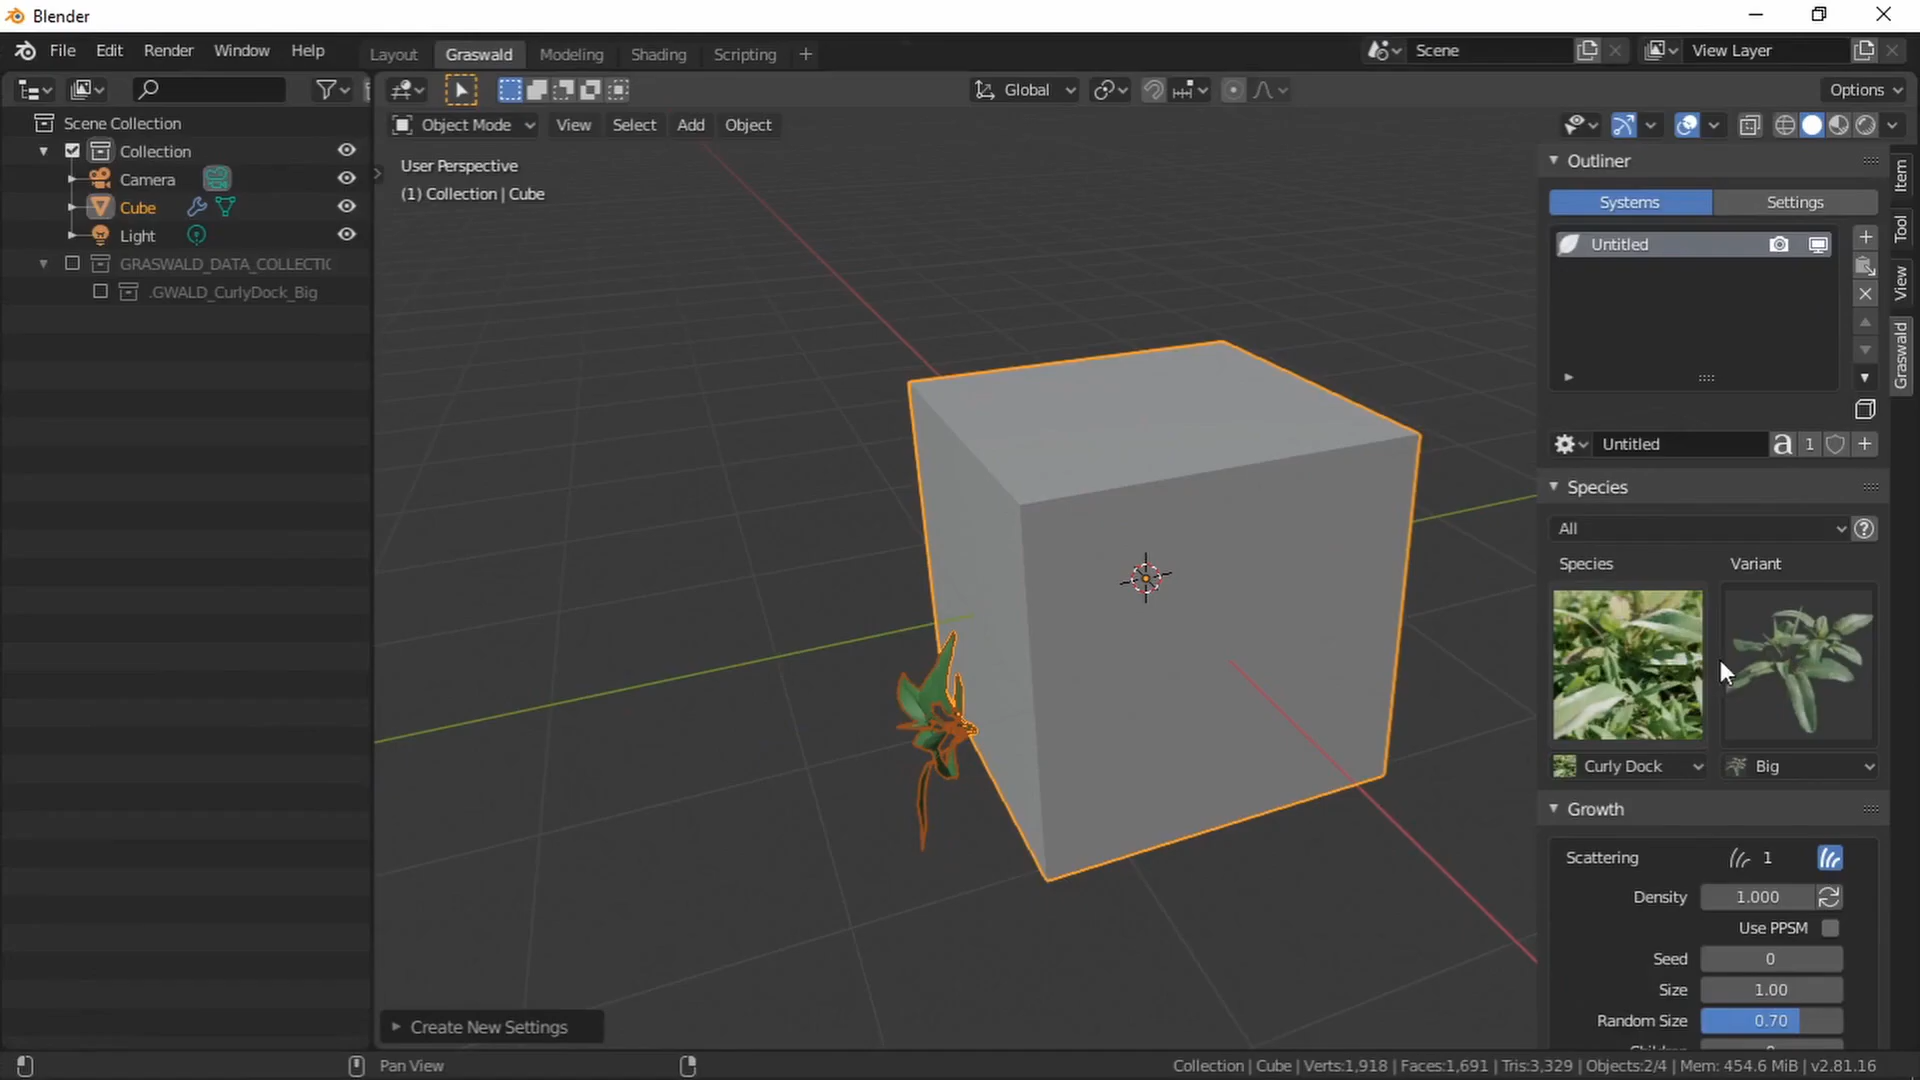 Blender
File Edit Render Window Help
Layout Graswald Modeling Shading Scripting +
Scene
View Layer
Global
Options
Object Mode View Select Add Object
User Perspective
(1) Collection | Cube
Scene Collection
Collection
Camera
Cube
Light
GRASWALD_DATA_COLLECTIO
.GWALD_CurlyDock_Big
Outliner
Systems Settings
Untitled
Untitled a 1
Species
All
Species Variant
Curly Dock Big
Growth
Scattering 1
Density 1.000
Use PPSM
Seed 0
Size 1.00
Random Size 0.70
Item
Tool
View
Graswald
Create New Settings
Pan View
Collection | Cube | Verts:1,918 | Faces:1,691 | Tris:3,329 | Objects:2/4 | Mem: 454.6 MiB | v2.81.16